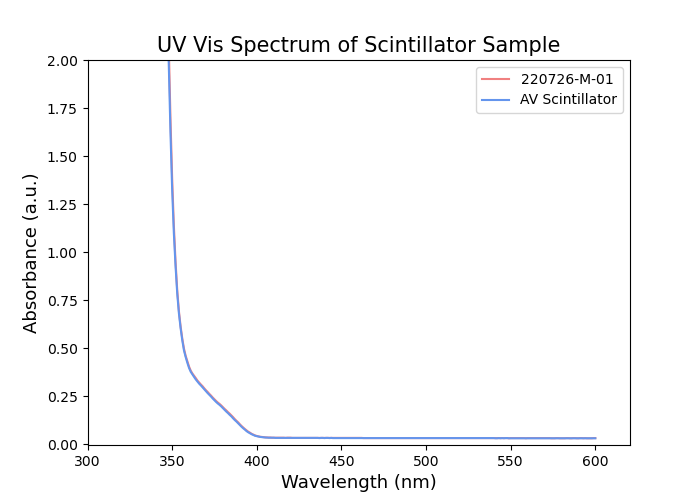 UV Vis Spectrum of Scintillator Sample
220726-M-01
AV Scintillator
Absorbance (a.u.)
2.00
1.75
1.50
1.25
1.00
0.75
0.50
0.25
0.00
300 350 400 450 500 550 600
Wavelength (nm)